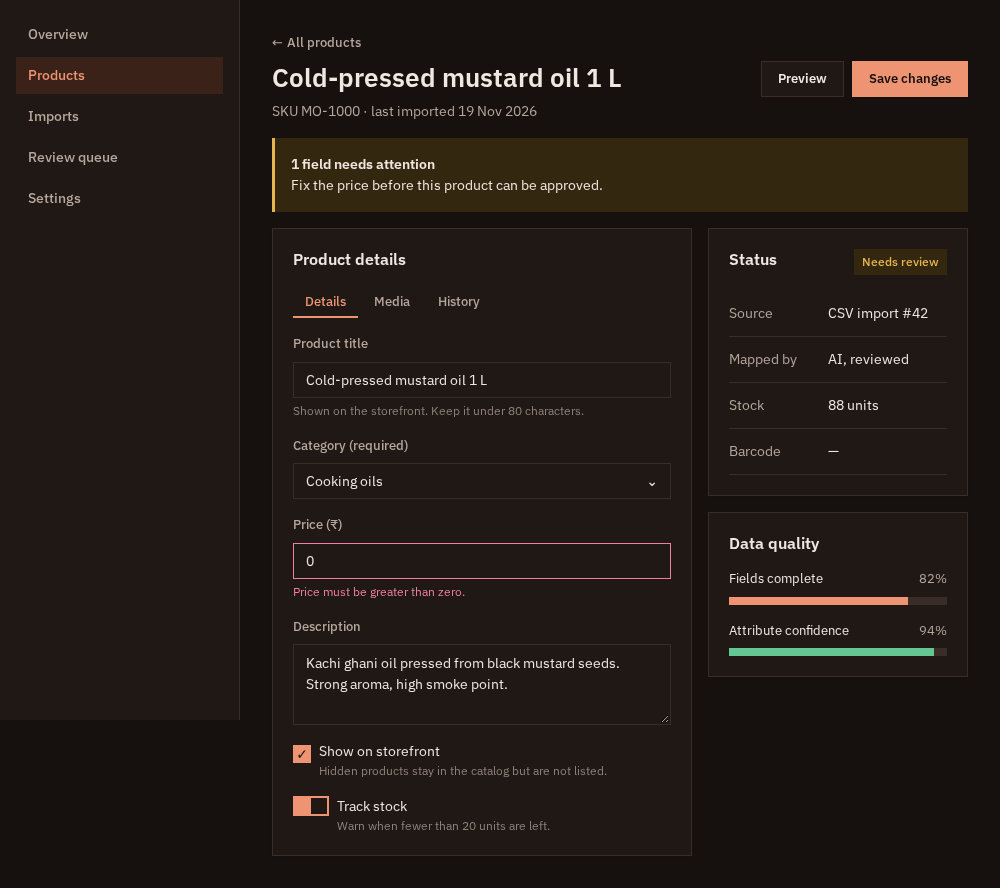 Overview
Products
Imports
Review queue
Settings
← All products
Cold-pressed mustard oil 1 L
SKU MO-1000 · last imported 19 Nov 2026
Preview
Save changes
1 field needs attention
Fix the price before this product can be approved.
Product details
Details
Media
History
Product title
Cold-pressed mustard oil 1 L
Shown on the storefront. Keep it under 80 characters.
Category (required)
Cooking oils
Price (₹)
0
Price must be greater than zero.
Description
Kachi ghani oil pressed from black mustard seeds.
Strong aroma, high smoke point.
Show on storefront
Hidden products stay in the catalog but are not listed.
Track stock
Warn when fewer than 20 units are left.
Status
Needs review
Source
CSV import #42
Mapped by
AI, reviewed
Stock
88 units
Barcode
—
Data quality
Fields complete
82%
Attribute confidence
94%